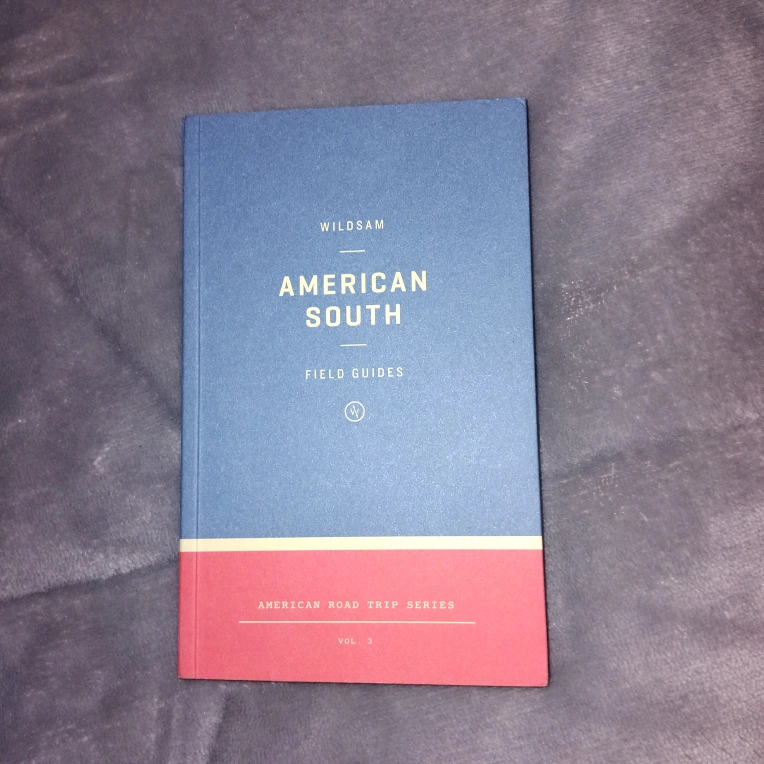 WILDSAM
AMERICAN
SOUTH
FIELD GUIDES
W
AMERICAN ROAD TRIP SERIES
VOL. 3